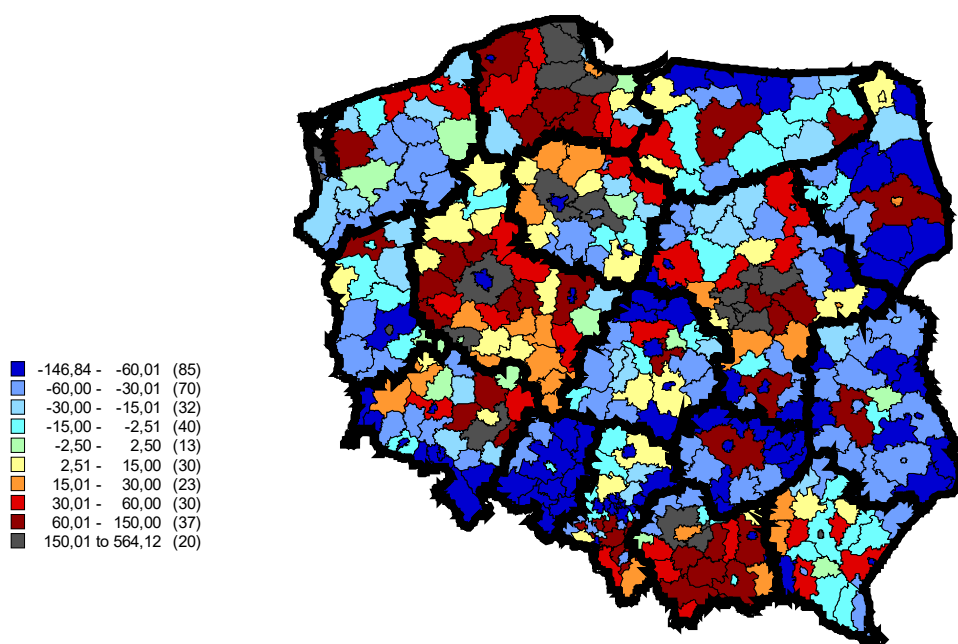 -146,84 - -60,01 (85)
-60,00 - -30,01 (70)
-30,00 - -15,01 (32)
-15,00 - -2,51 (40)
-2,50 - 2,50 (13)
2,51 - 15,00 (30)
15,01 - 30,00 (23)
30,01 - 60,00 (30)
60,01 - 150,00 (37)
150,01 to 564,12 (20)